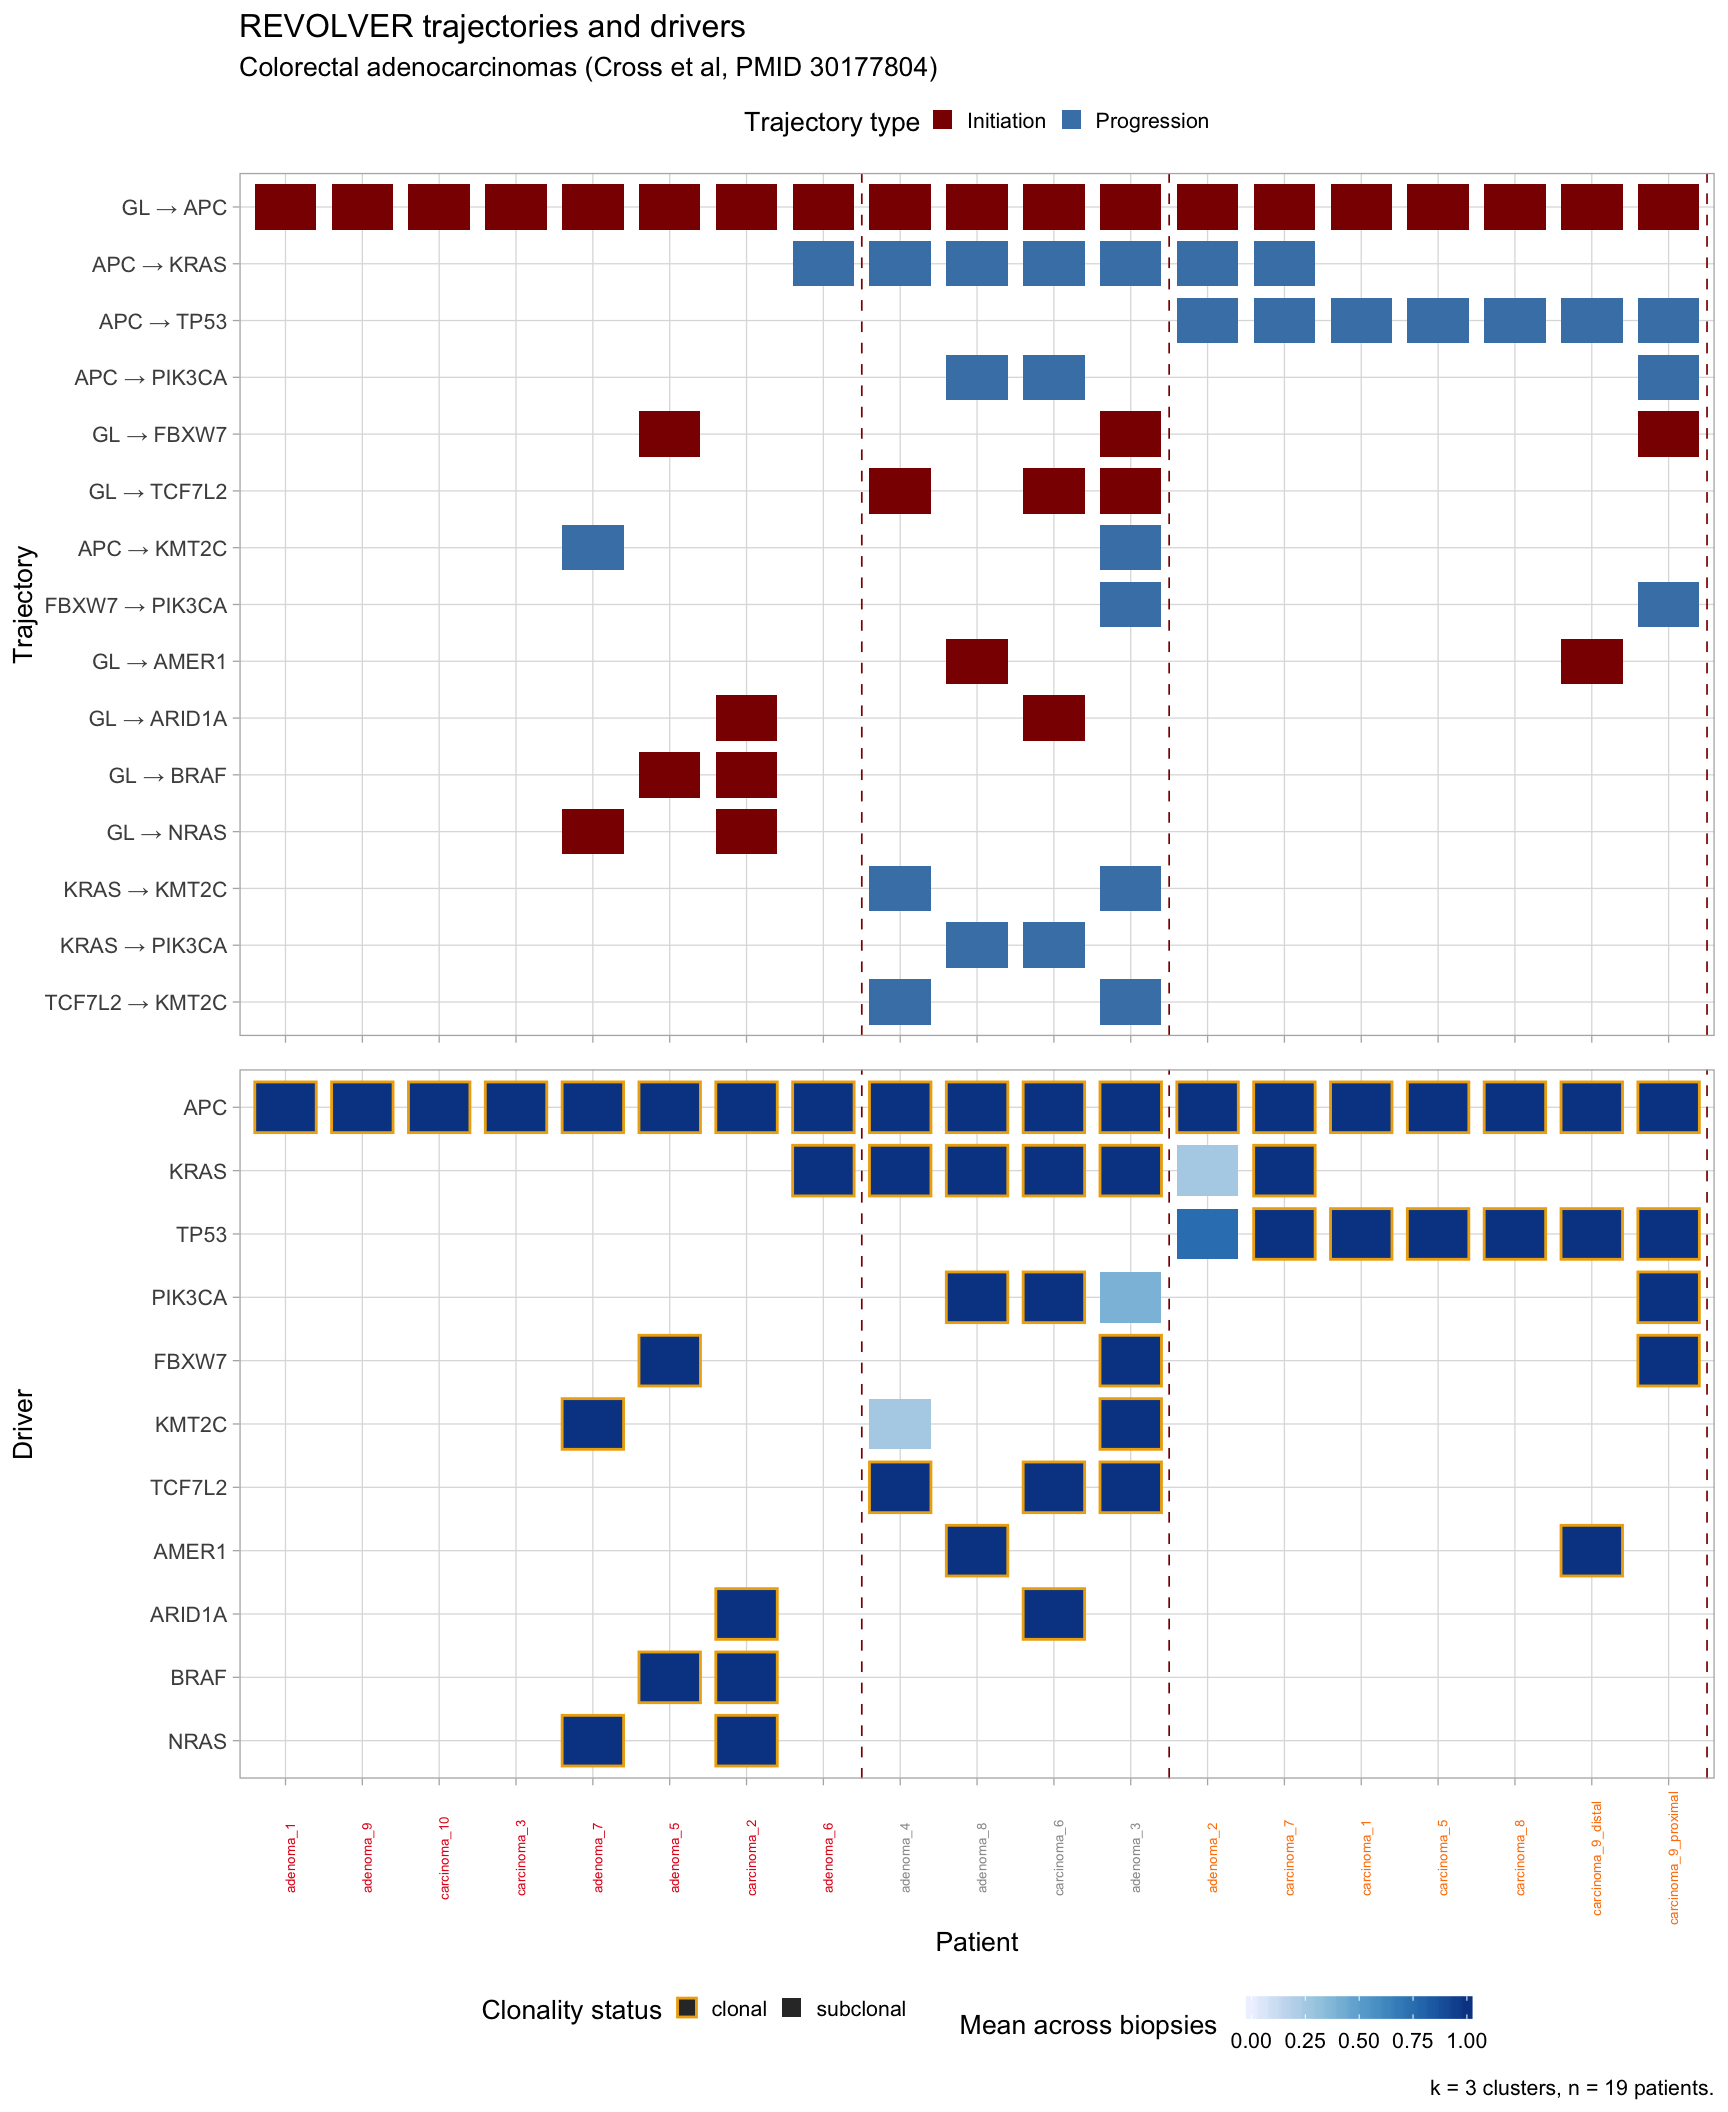 REVOLVER trajectories and drivers
Colorectal adenocarcinomas (Cross et al, PMID 30177804)
Trajectory type Initiation Progression
Trajectory
GL → APC
APC → KRAS
APC → TP53
APC → PIK3CA
GL → FBXW7
GL → TCF7L2
APC → KMT2C
FBXW7 → PIK3CA
GL → AMER1
GL → ARID1A
GL → BRAF
GL → NRAS
KRAS → KMT2C
KRAS → PIK3CA
TCF7L2 → KMT2C
Driver
APC
KRAS
TP53
PIK3CA
FBXW7
KMT2C
TCF7L2
AMER1
ARID1A
BRAF
NRAS
adenoma_1
adenoma_9
carcinoma_10
carcinoma_3
adenoma_7
adenoma_5
carcinoma_2
adenoma_6
adenoma_4
adenoma_8
carcinoma_6
adenoma_3
adenoma_2
carcinoma_7
carcinoma_1
carcinoma_5
carcinoma_8
carcinoma_9_distal
carcinoma_9_proximal
Patient
Clonality status clonal subclonal
Mean across biopsies
0.00 0.25 0.50 0.75 1.00
k = 3 clusters, n = 19 patients.